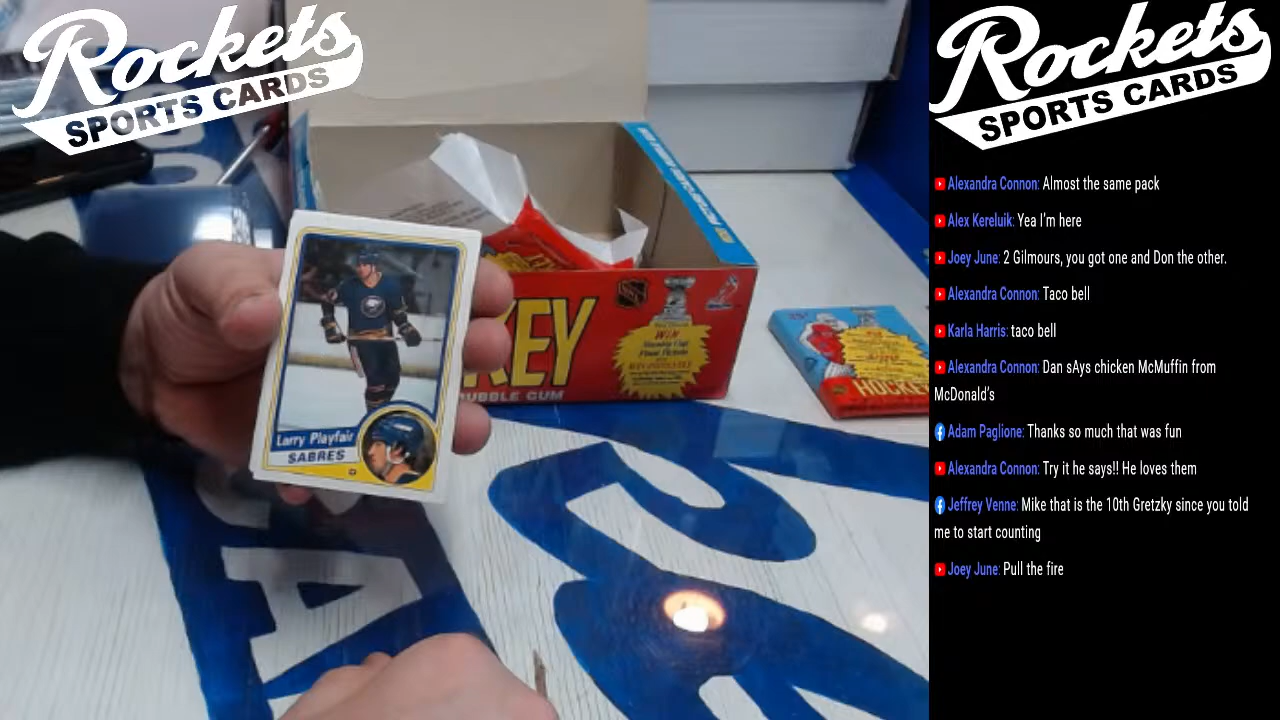 Rockets
SPORTS CARDS
Rockets
SPORTS CARDS
Alexandra Connon: Almost the same pack
Alex Kereluik: Yea I'm here
Joey June: 2 Gilmours, you got one and Don the other.
Alexandra Connon: Taco bell
Karla Harris: taco bell
Alexandra Connon: Dan sAys chicken McMuffin from
McDonald's
Adam Paglione: Thanks so much that was fun
Alexandra Connon: Try it he says!! He loves them
Jeffrey Venne: Mike that is the 10th Gretzky since you told
me to start counting
Joey June: Pull the fire
Larry Playfair
SABRES
KEY
BUBBLE GUM
NHL
WIN
HOCKEY